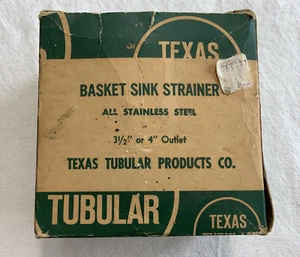 TEXAS
BASKET SINK STRAINER
ALL STAINLESS STEEL
3½" or 4" Outlet
TEXAS TUBULAR PRODUCTS CO.
TUBULAR
TEXAS